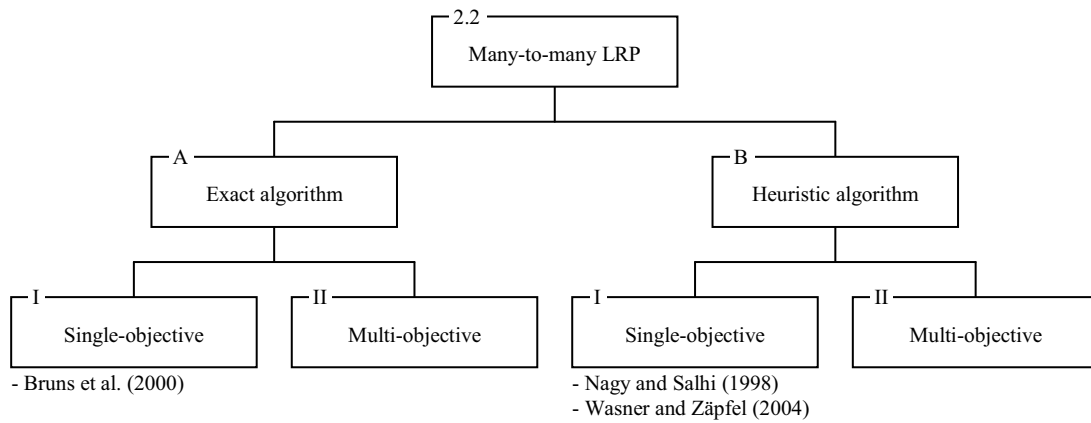 2.2
Many-to-many LRP
A
Exact algorithm
B
Heuristic algorithm
I
Single-objective
II
Multi-objective
I
Single-objective
II
Multi-objective
- Bruns et al. (2000)
- Nagy and Salhi (1998)
- Wasner and Zäpfel (2004)